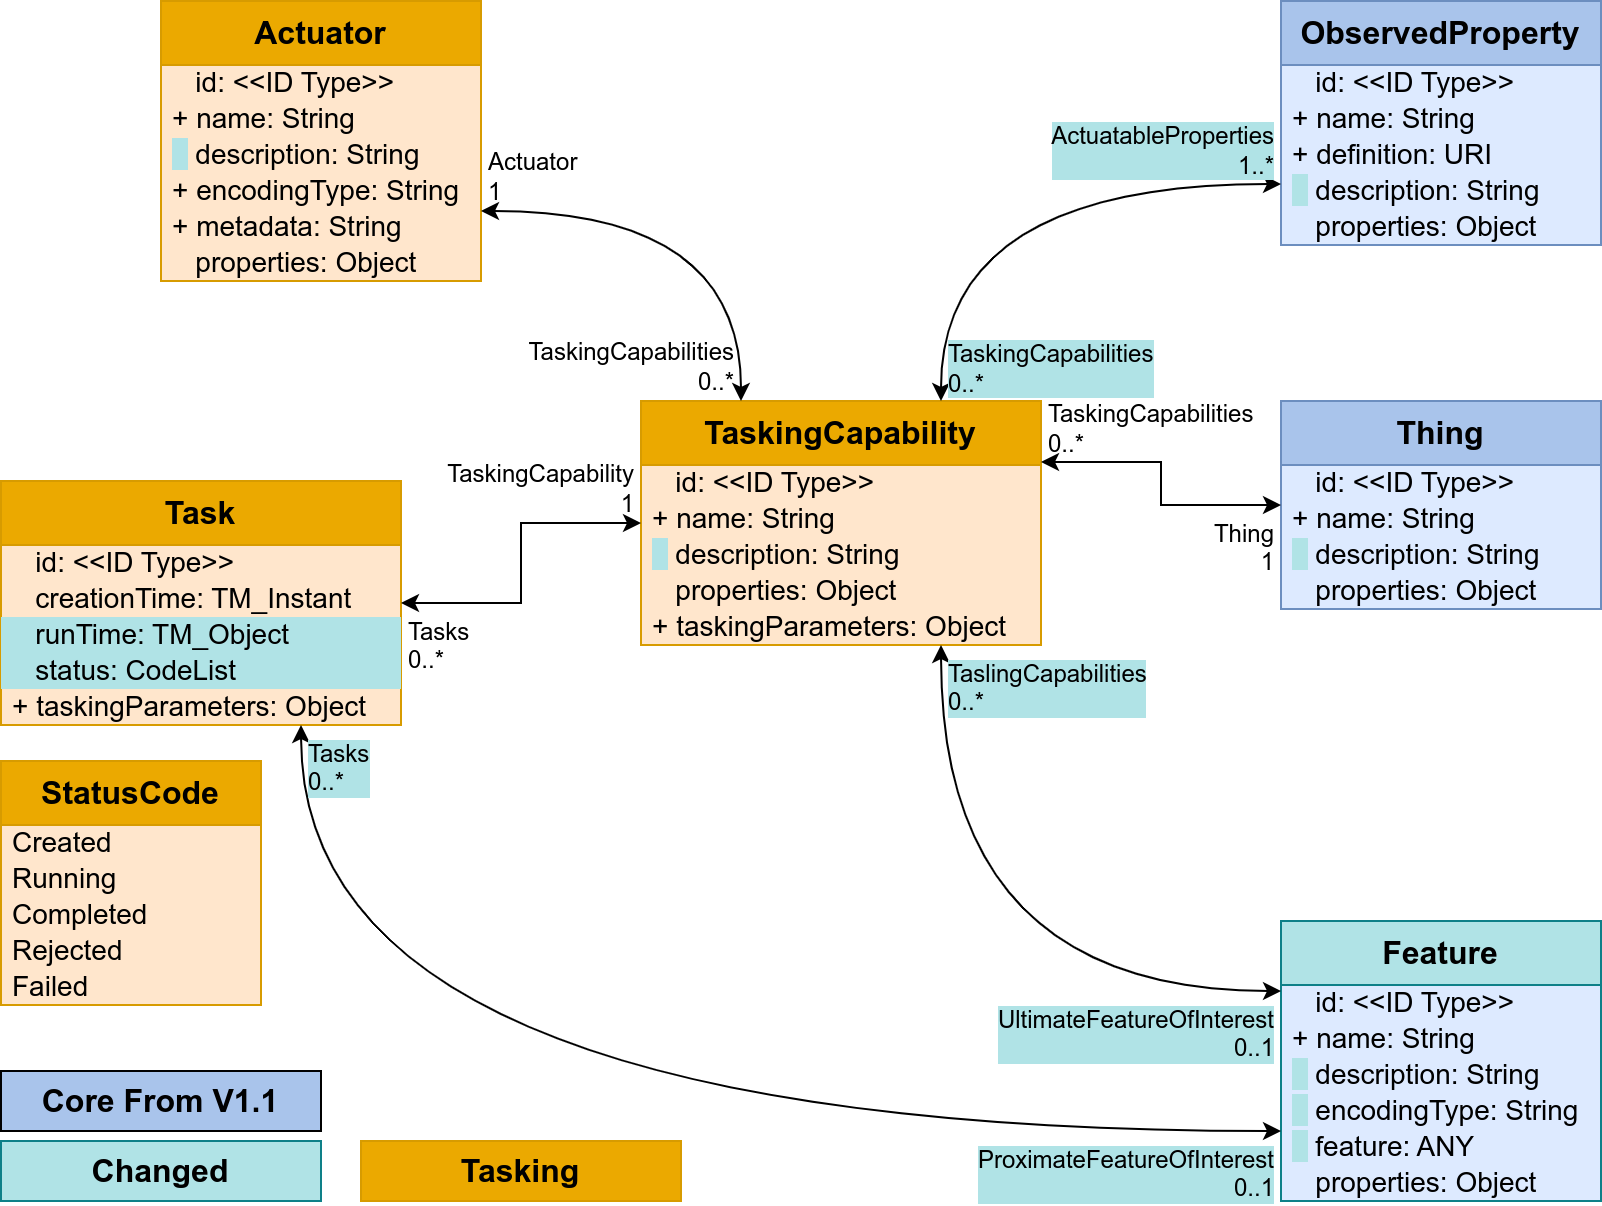 Actuator
id: <<ID Type>>
+ name: String
description: String
+ encodingType: String
+ metadata: String
properties: Object
ObservedProperty
id: <<ID Type>>
+ name: String
+ definition: URI
description: String
properties: Object
Actuator
1
ActuatableProperties
1..*
TaskingCapabilities
0..*
TaskingCapabilities
0..*
TaskingCapabilities
0..*
TaskingCapability
id: <<ID Type>>
+ name: String
description: String
properties: Object
+ taskingParameters: Object
Thing
id: <<ID Type>>
+ name: String
description: String
properties: Object
Thing
1
TaskingCapability
1
Task
id: <<ID Type>>
creationTime: TM_Instant
runTime: TM_Object
status: CodeList
+ taskingParameters: Object
Tasks
0..*
TaslingCapabilities
0..*
Tasks
0..*
StatusCode
Created
Running
Completed
Rejected
Failed
Feature
id: <<ID Type>>
+ name: String
description: String
encodingType: String
feature: ANY
properties: Object
UltimateFeatureOfInterest
0..1
ProximateFeatureOfInterest
0..1
Core From V1.1
Changed
Tasking